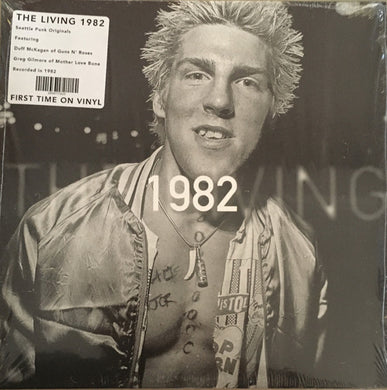 THE LIVING 1982
Seattle Punk Originals
Featuring
Duff McKagan of Guns N' Roses
Greg Gilmore of Mother Love Bone
Recorded in 1982
FIRST TIME ON VINYL
THE LIVING
1982